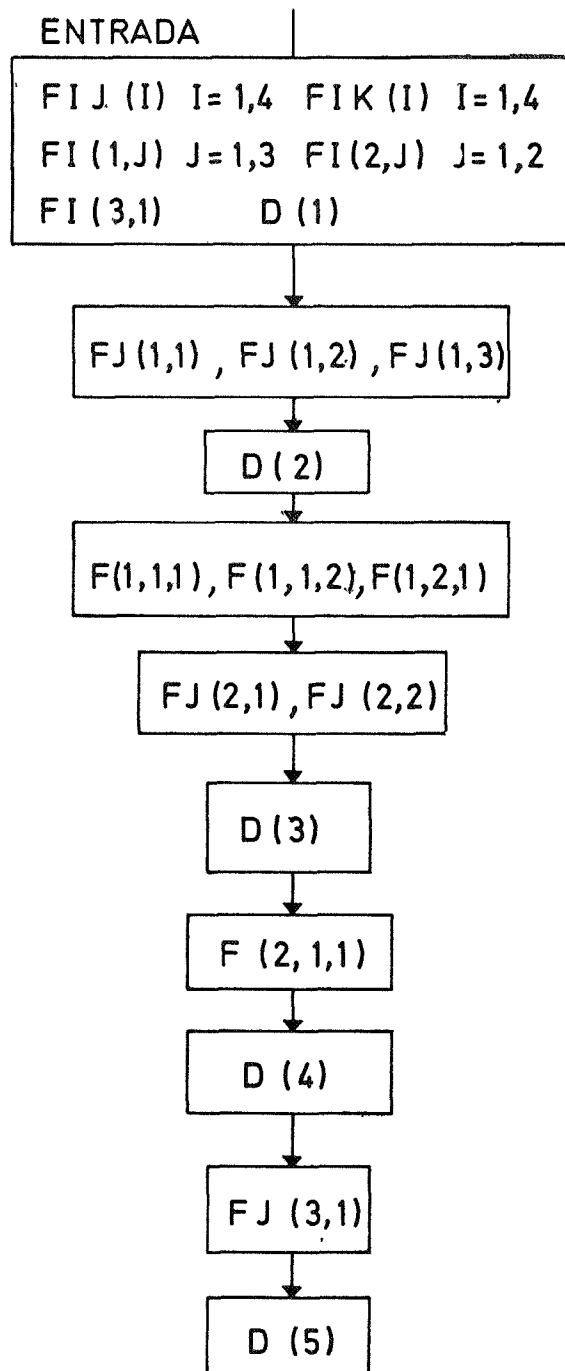 ENTRADA
FIJ (I) I=1,4 FIK (I) I=1,4
FI(1,J) J=1,3 FI(2,J) J=1,2
FI(3,1) D(1)
FJ(1,1) , FJ(1,2) , FJ(1,3)
D(2)
F(1,1,1), F(1,1,2), F(1,2,1)
FJ(2,1) , FJ (2,2)
D(3)
F (2,1,1)
D (4)
FJ (3,1)
D (5)